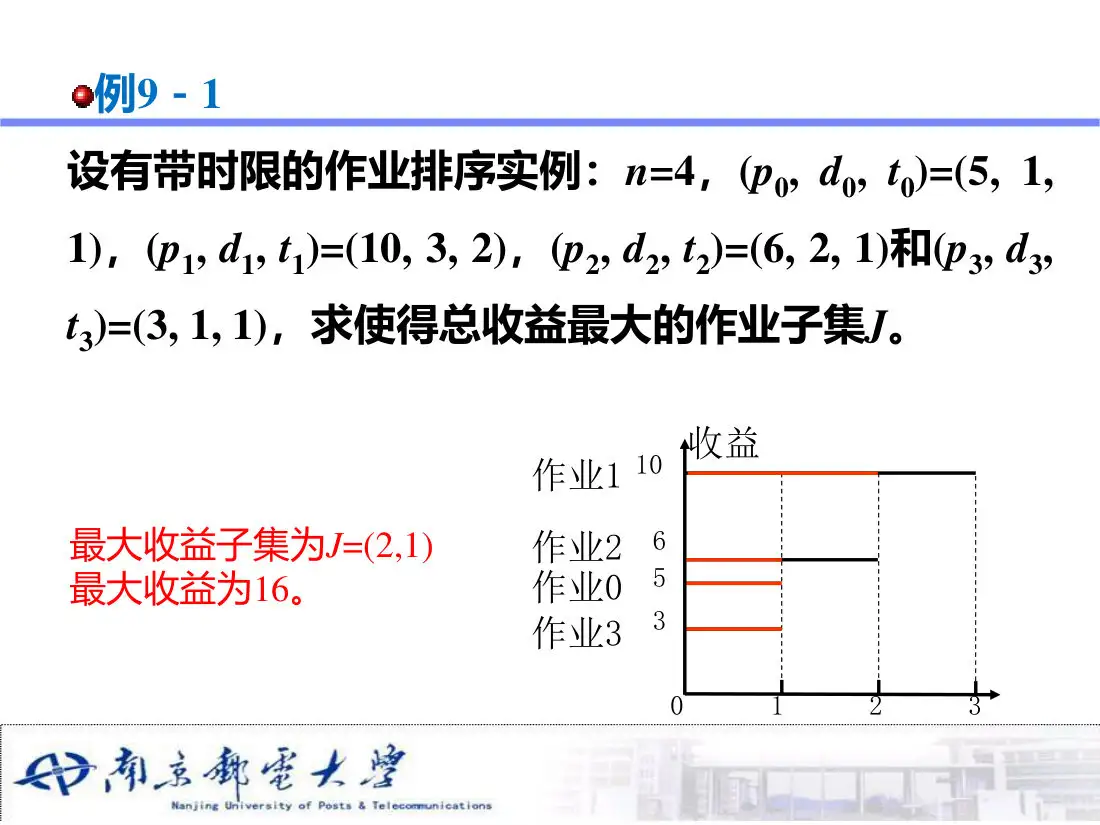 例9－1
设有带时限的作业排序实例：n=4，(p0, d0, t0)=(5, 1,
1)，(p1, d1, t1)=(10, 3, 2)，(p2, d2, t2)=(6, 2, 1)和(p3, d3,
t3)=(3, 1, 1)，求使得总收益最大的作业子集J。
收益
作业1 10
最大收益子集为J=(2,1)
最大收益为16。
作业2 6
作业0 5
作业3 3
0 1 2 3
南京邮电大学
Nanjing University of Posts & Telecommunications